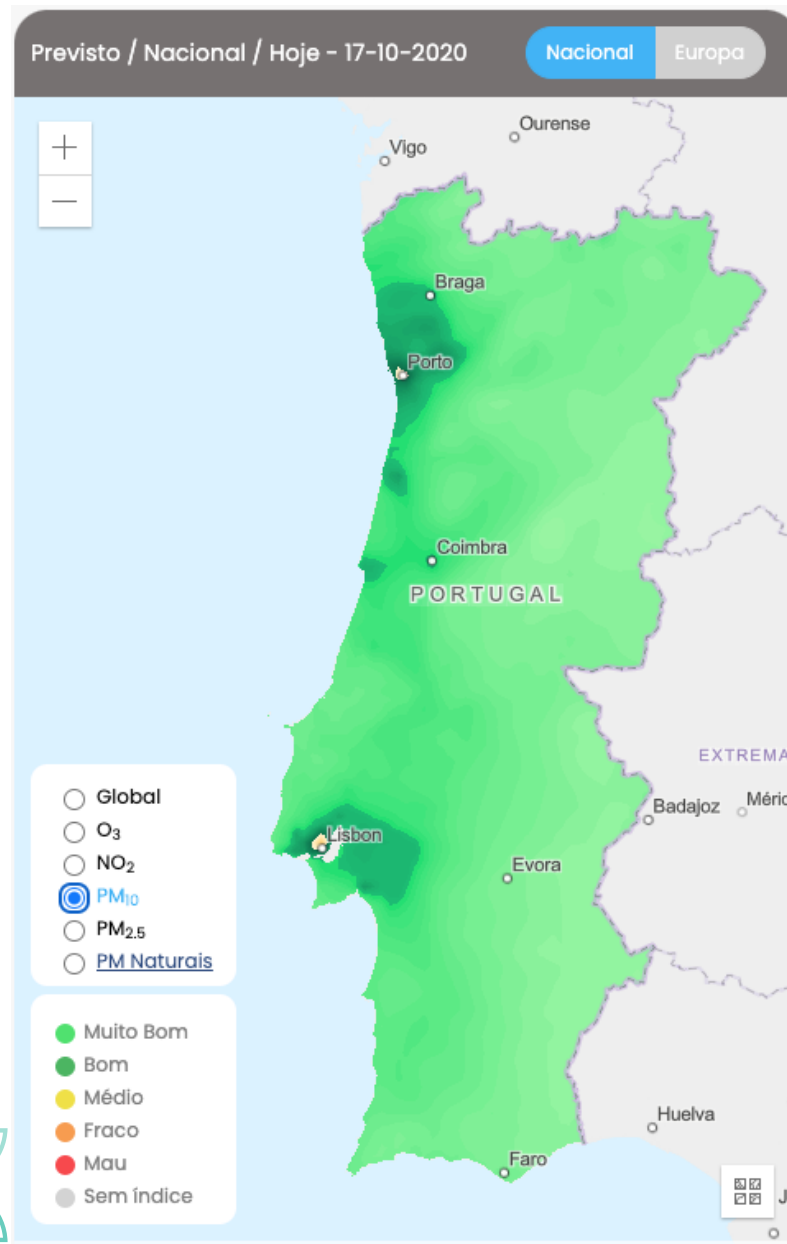 Previsto / Nacional / Hoje - 17-10-2020
Nacional
Europa
+
−
Ourense
Vigo
Braga
Porto
Coimbra
PORTUGAL
EXTREMA
Badajoz
Méric
Lisbon
Evora
Huelva
Faro
J
Global
O₃
NO₂
PM₁₀
PM₂.₅
PM Naturais
Muito Bom
Bom
Médio
Fraco
Mau
Sem índice